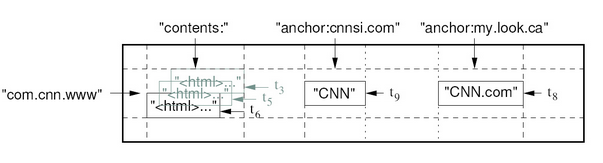 "contents:" "anchor:cnnsi.com" "anchor:my.look.ca"
"<html>..." t3
"<html>..." t5
"com.cnn.www" "CNN" t9 "CNN.com" t8
"<html>..." t6